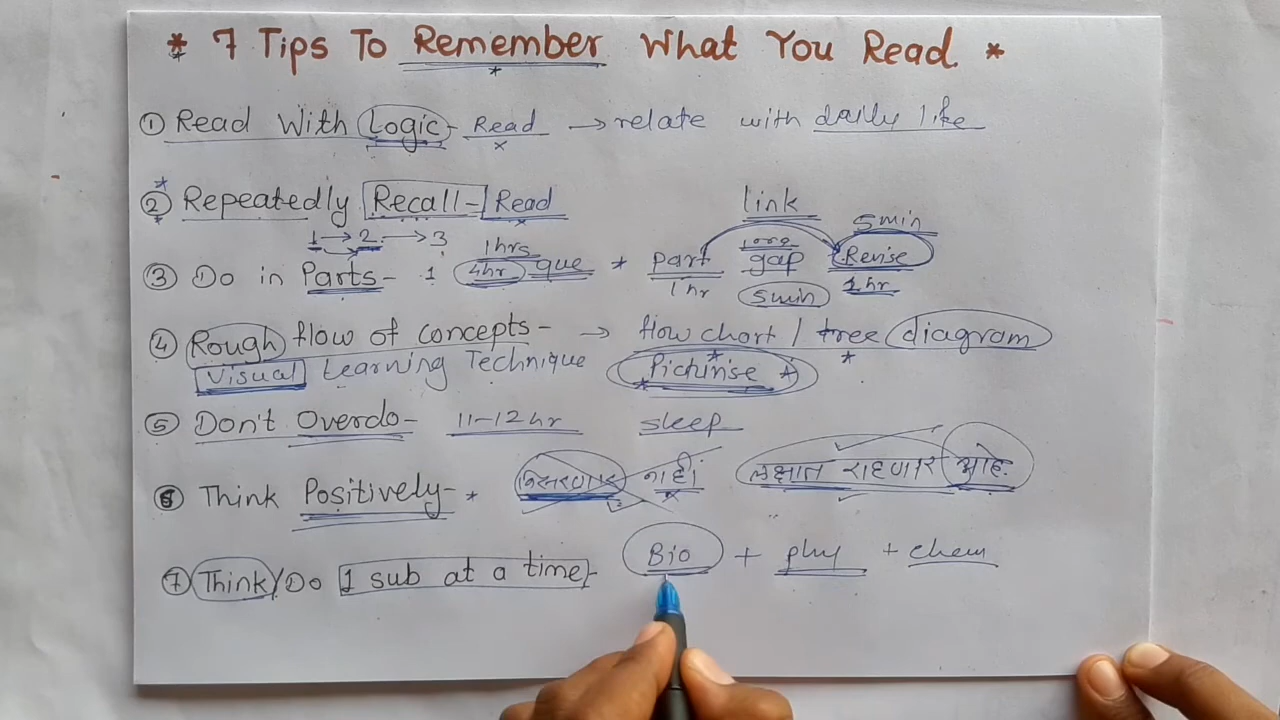 * 7 Tips To Remember What You Read *
① Read With Logic - Read → relate with daily like
② Repeatedly Recall - Read link 5min
1 → 2 → 3 1hrs 1org
③ Do in Parts - 1 4hr que * part gap Revise
1hr 5min 1hr
④ Rough flow of concepts - → flow chart / tree diagram
Visual Learning Technique Picturise *
⑤ Don't Overdo - 11-12hr sleep
⑥ Think Positively - * विसरणार नाही लक्षात राहणार आहे.
⑦ Think/Do 1 sub at a time - Bio + phy + chem